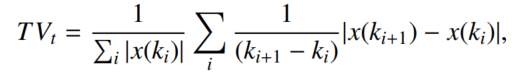 TV_t = \frac{1}{\sum_i |x(k_i)|} \sum_i \frac{1}{(k_{i+1} - k_i)} |x(k_{i+1}) - x(k_i)|,